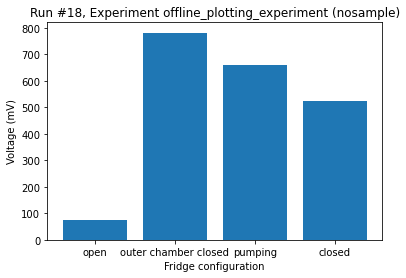 Run #18, Experiment offline_plotting_experiment (nosample)
800
700
600
500
400
300
200
100
0
Voltage (mV)
open outer chamber closed pumping closed
Fridge configuration